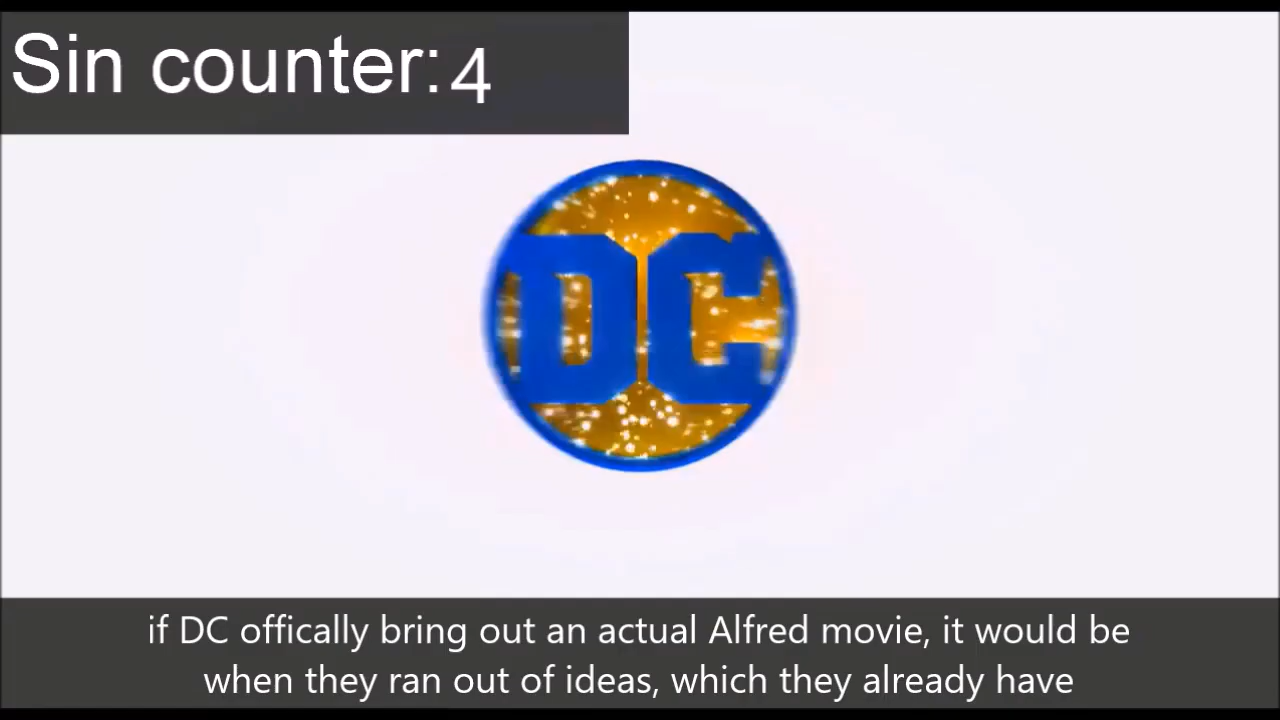 Sin counter: 4
DC
if DC offically bring out an actual Alfred movie, it would be
when they ran out of ideas, which they already have